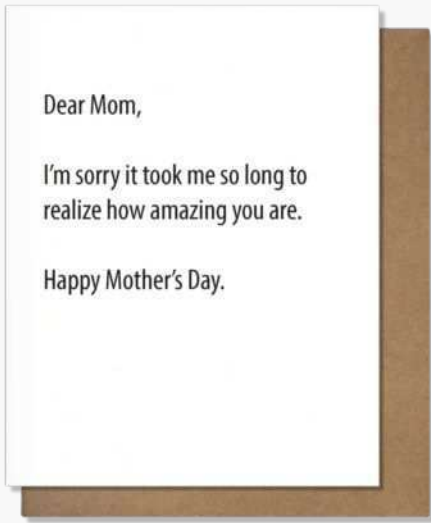 Dear Mom,
I'm sorry it took me so long to
realize how amazing you are.
Happy Mother's Day.